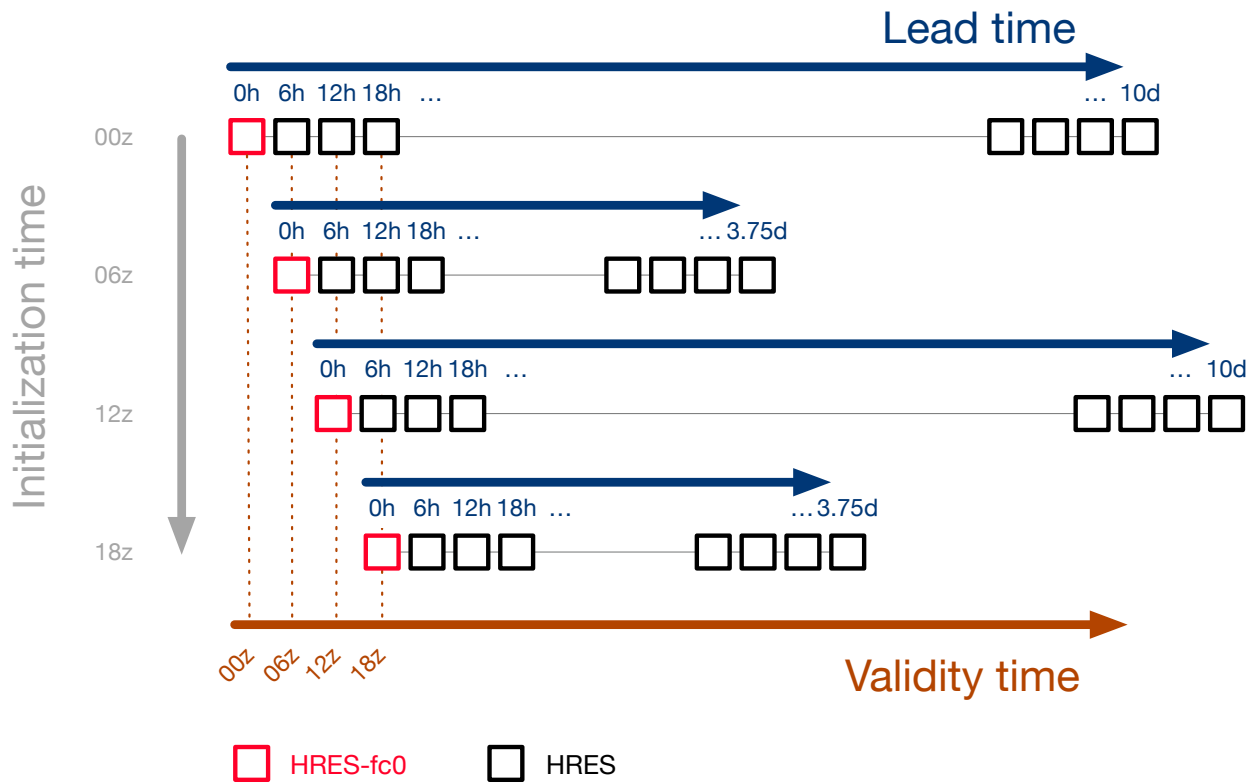 Lead time
0h 6h 12h 18h … … 10d
00z
0h 6h 12h 18h … … 3.75d
06z
0h 6h 12h 18h … … 10d
12z
0h 6h 12h 18h … … 3.75d
18z
Initialization time
00z 06z 12z 18z
Validity time
HRES-fc0 HRES